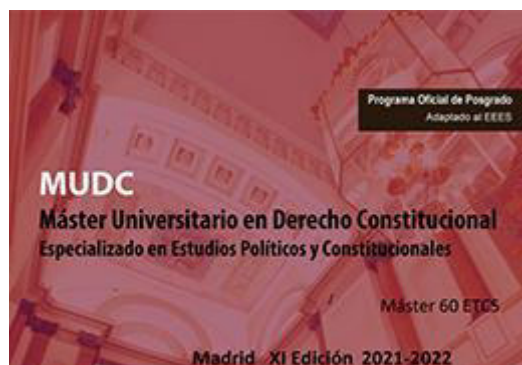 Programa Oficial de Posgrado
Adaptado al EEES
MUDC
Máster Universitario en Derecho Constitucional
Especializado en Estudios Políticos y Constitucionales
Máster 60 ETCS
Madrid XI Edición 2021-2022